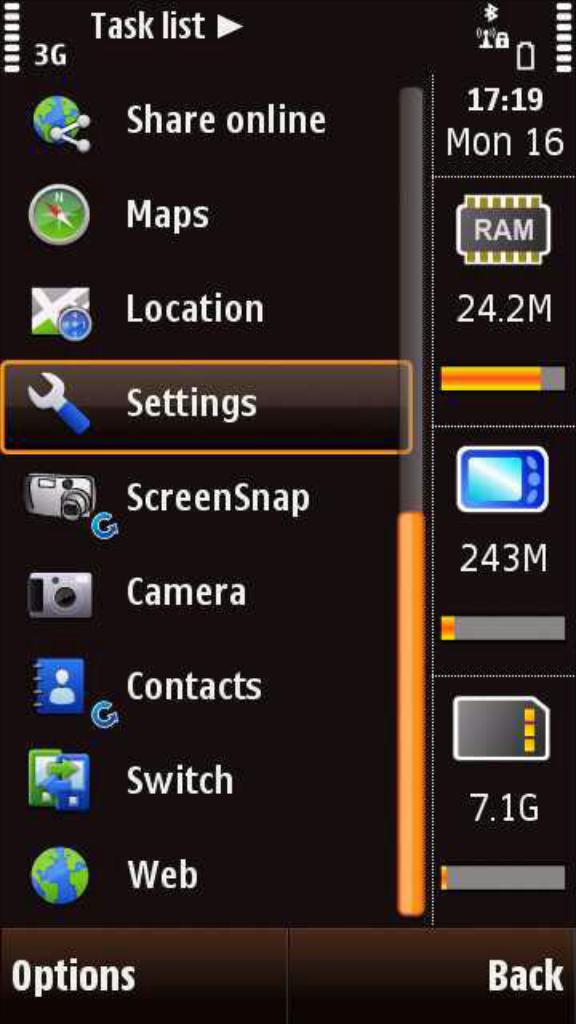 Task list
3G
17:19
Mon 16
Share online
Maps
Location
Settings
ScreenSnap
Camera
Contacts
Switch
Web
RAM
24.2M
243M
7.1G
Options
Back